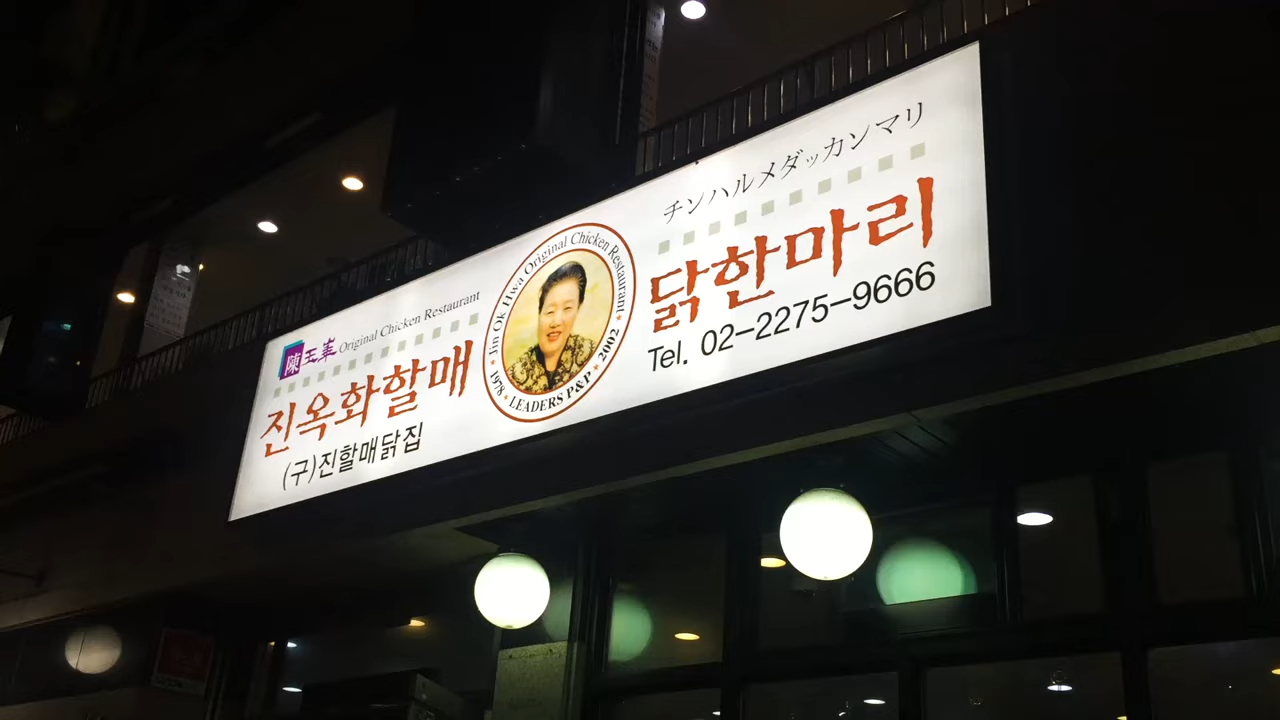 陳玉華 Original Chicken Restaurant
진옥화할매
(구)진할매닭집
Jin Ok Hwa Original Chicken Restaurant
1978 LEADERS P&P 2002
チンハルメダッカンマリ
닭한마리
Tel. 02-2275-9666